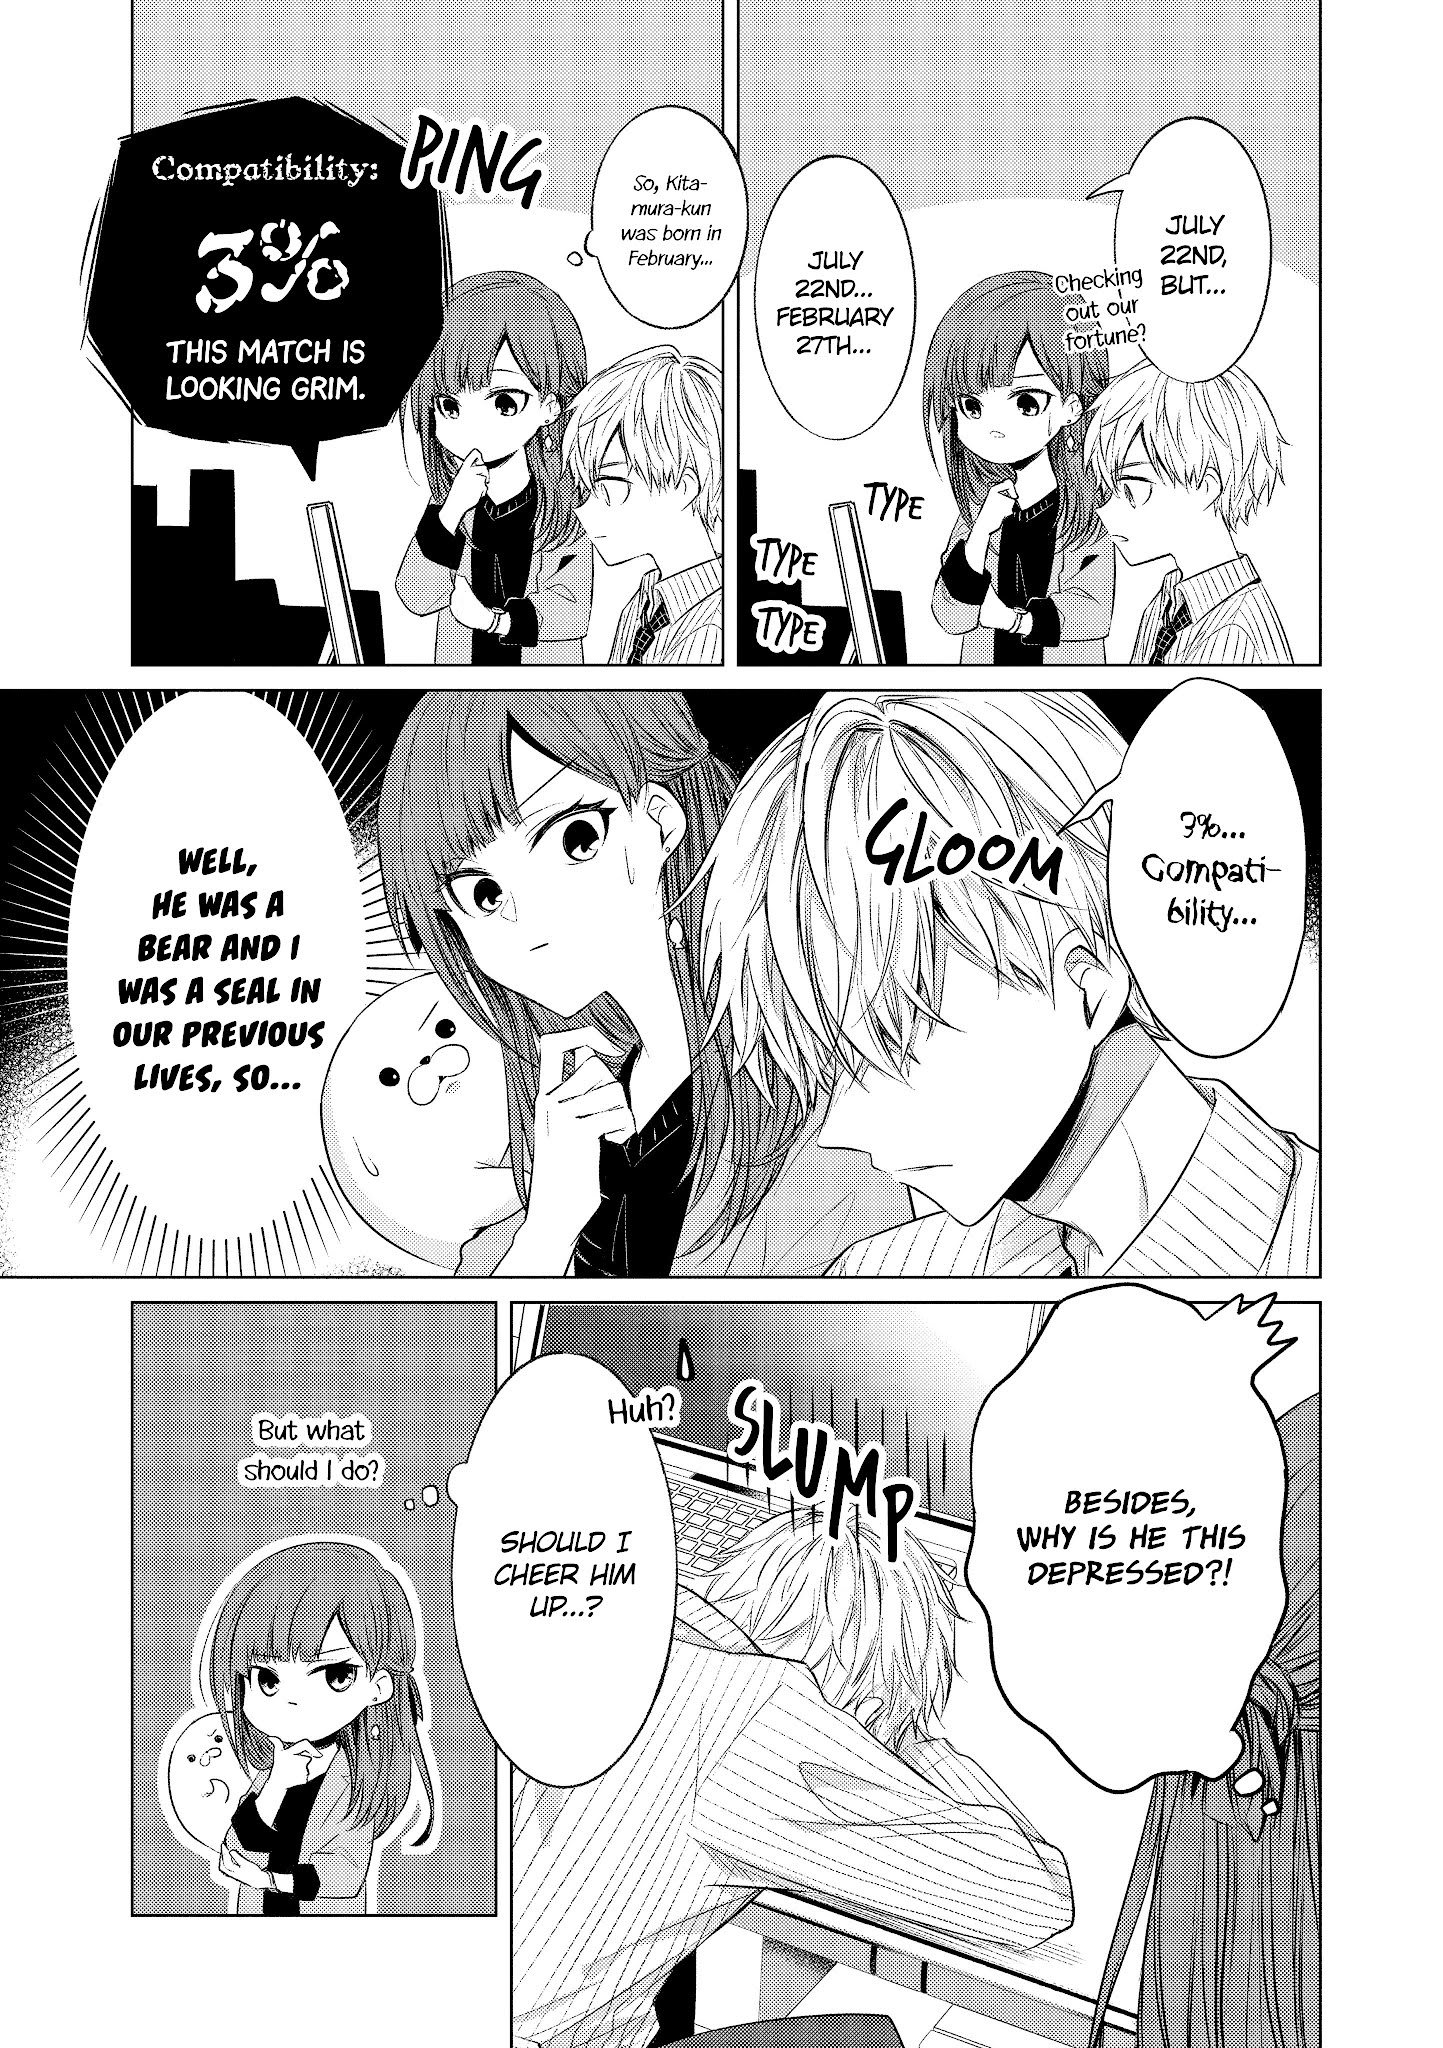 JULY
22ND,
BUT...
Checking
out our
fortune?
JULY
22ND...
FEBRUARY
27TH...
TYPE
TYPE
TYPE
So, Kita-
mura-kun
was born in
February...
PING
Compatibility:
3%
THIS MATCH IS
LOOKING GRIM.
3%...
Compati-
bility...
GLOOM
WELL,
HE WAS A
BEAR AND I
WAS A SEAL IN
OUR PREVIOUS
LIVES, SO...
BESIDES,
WHY IS HE THIS
DEPRESSED?!
SLUMP
Huh?
SHOULD I
CHEER HIM
UP...?
But what
should I do?